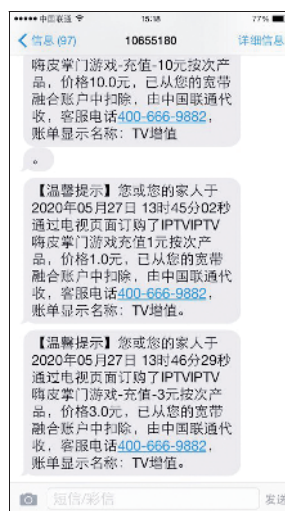 中国联通
15:18
77%
信息 (97)
10655180
详细信息
嗨皮掌门游戏-充值-10元按次产
品，价格10.0元，已从您的宽带
融合账户中扣除，由中国联通代
收，客服电话400-666-9882，
账单显示名称：TV增值
。
【温馨提示】您或您的家人于
2020年05月27日 13时45分02秒
通过电视页面订购了IPTVIPTV
嗨皮掌门游戏充值1元按次产
品，价格1.0元，已从您的宽带
融合账户中扣除，由中国联通代
收，客服电话400-666-9882，
账单显示名称：TV增值。
【温馨提示】您或您的家人于
2020年05月27日 13时46分29秒
通过电视页面订购了IPTVIPTV
嗨皮掌门游戏-充值-3元按次产
品，价格3.0元，已从您的宽带
融合账户中扣除，由中国联通代
收，客服电话400-666-9882，
账单显示名称：TV增值。
短信/彩信
发送